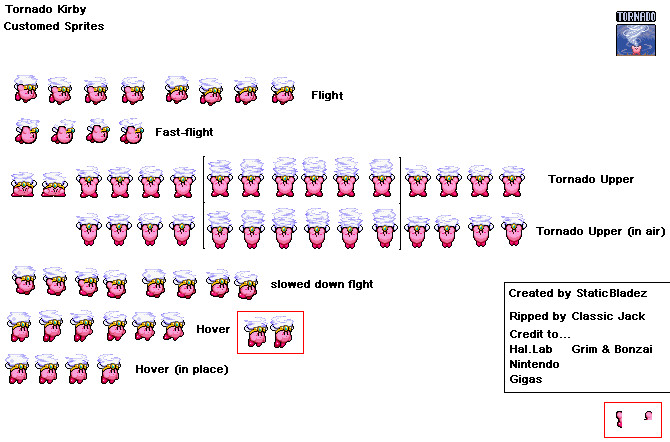 Tornado Kirby
Customed Sprites
TORNADO
Flight
Fast-flight
Tornado Upper
Tornado Upper (in air)
slowed down fight
Hover
Hover (in place)
Created by StaticBladez
Ripped by Classic Jack
Credit to...
Hal.Lab Grim & Bonzai
Nintendo
Gigas